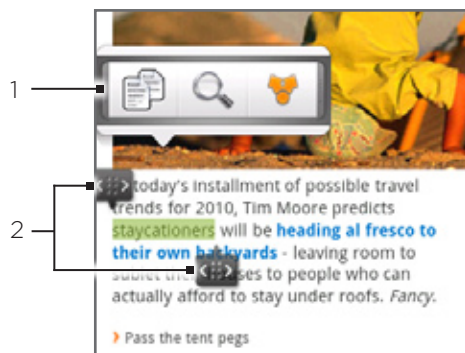 1
2
today's installment of possible travel
trends for 2010, Tim Moore predicts
staycationers will be heading al fresco to
their own backyards - leaving room to
to people who can
actually afford to stay under roofs. Fancy.
Pass the tent pegs